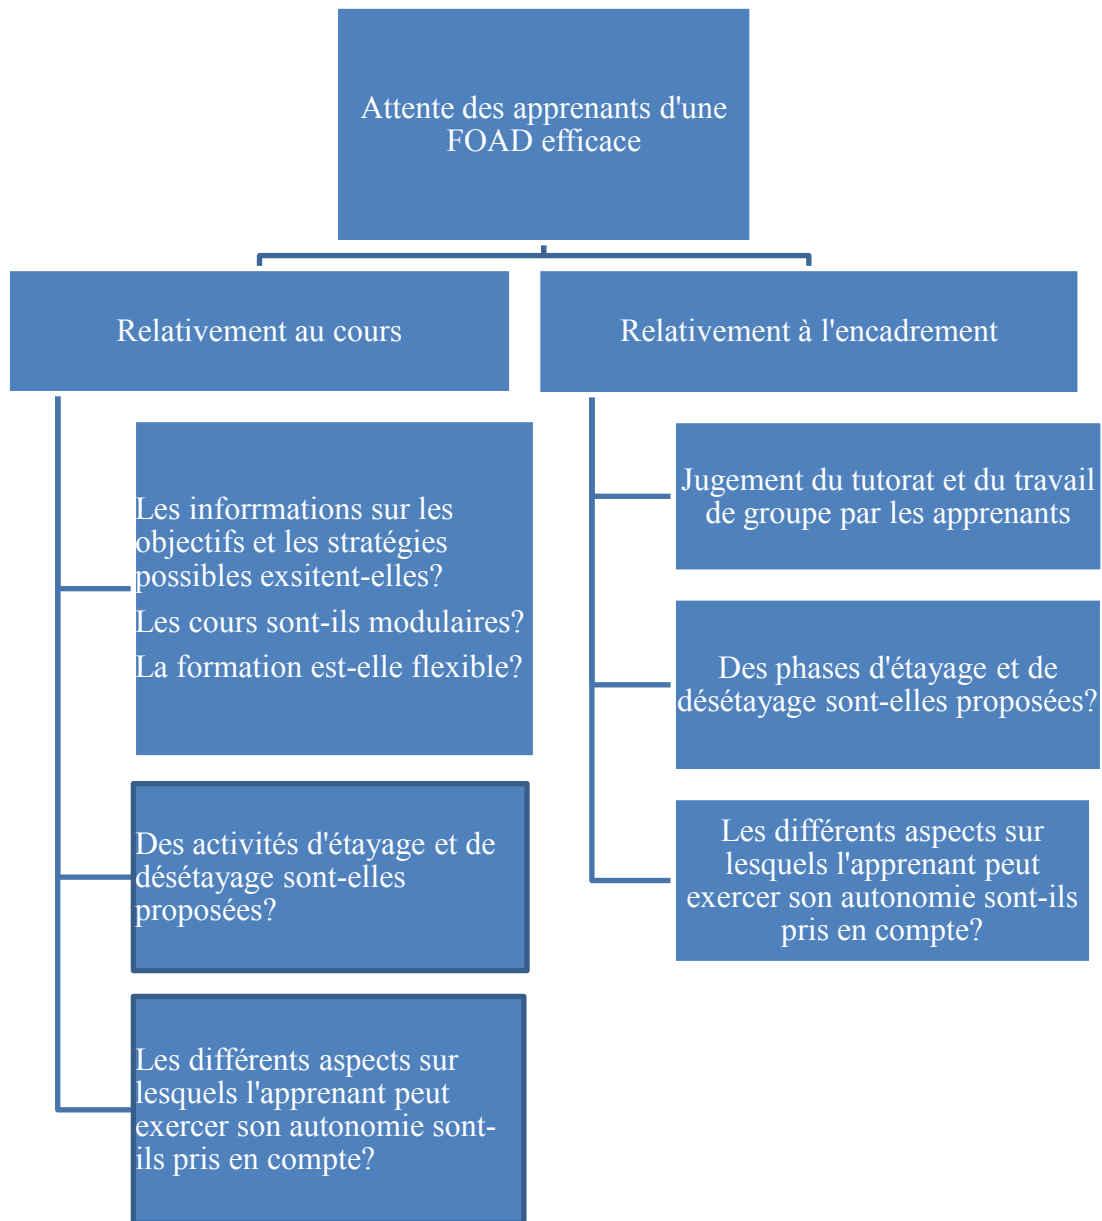 Attente des apprenants d'une
FOAD efficace
Relativement au cours
Relativement à l'encadrement
Les inforrmations sur les
objectifs et les stratégies
possibles exsitent-elles?
Les cours sont-ils modulaires?
La formation est-elle flexible?
Des activités d'étayage et de
désétayage sont-elles
proposées?
Les différents aspects sur
lesquels l'apprenant peut
exercer son autonomie sont-
ils pris en compte?
Jugement du tutorat et du travail
de groupe par les apprenants
Des phases d'étayage et de
désétayage sont-elles proposées?
Les différents aspects sur
lesquels l'apprenant peut
exercer son autonomie sont-ils
pris en compte?